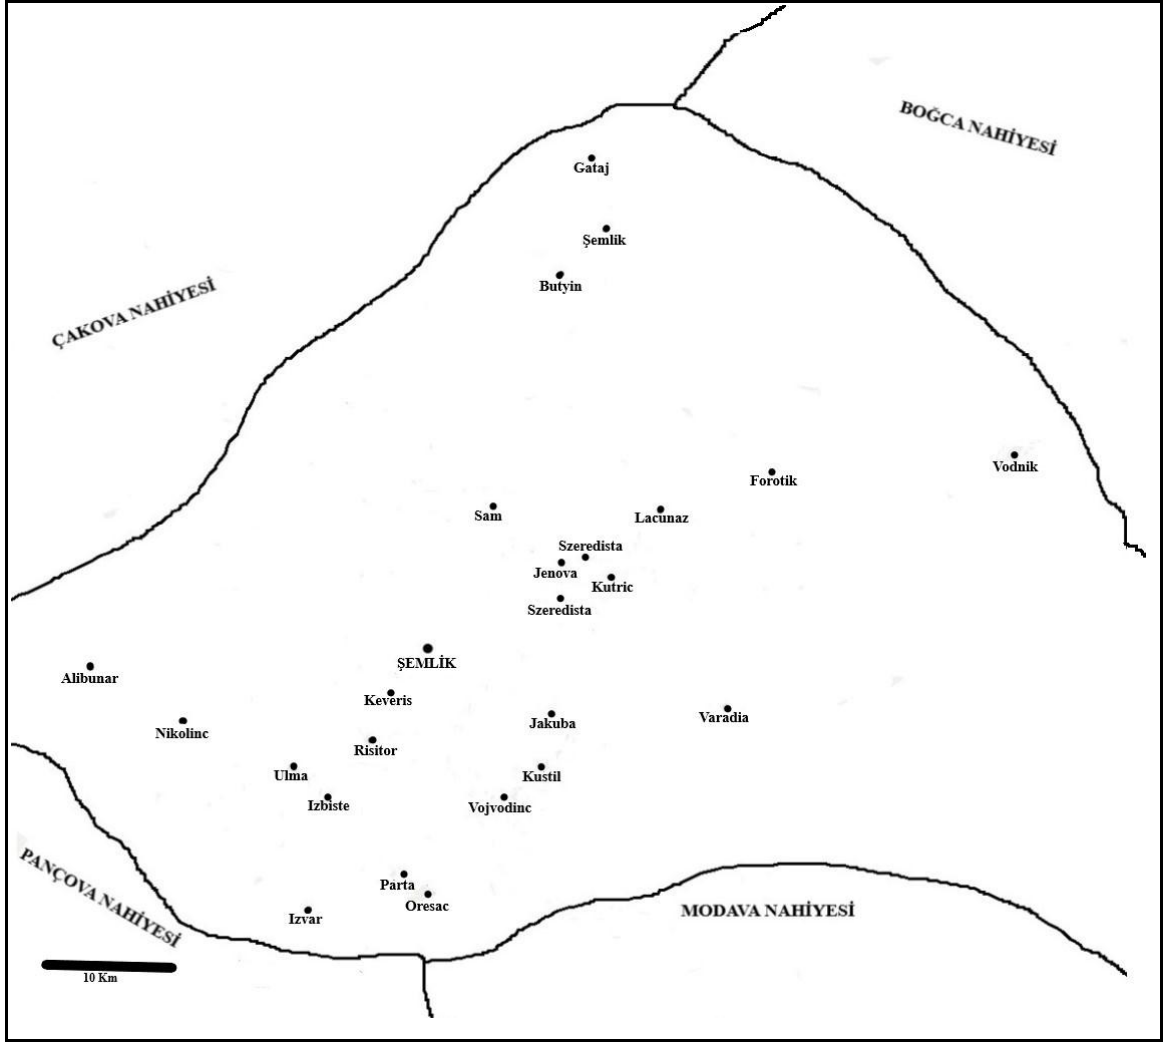 BOĞCA NAHİYESİ
Gataj
Şemlik
Butyin
ÇAKOVA NAHİYESİ
Vodnik
Forotik
Sam
Lacunaz
Szeredista
Jenova
Kutric
Szeredista
ŞEMLİK
Alibunar
Keveris
Nikolinc
Jakuba
Varadia
Risitor
Ulma
Kustil
Izbiste
Vojvodinc
PANÇOVA NAHİYESİ
Parta
Oresac
Izvar
MODAVA NAHİYESİ
10 Km